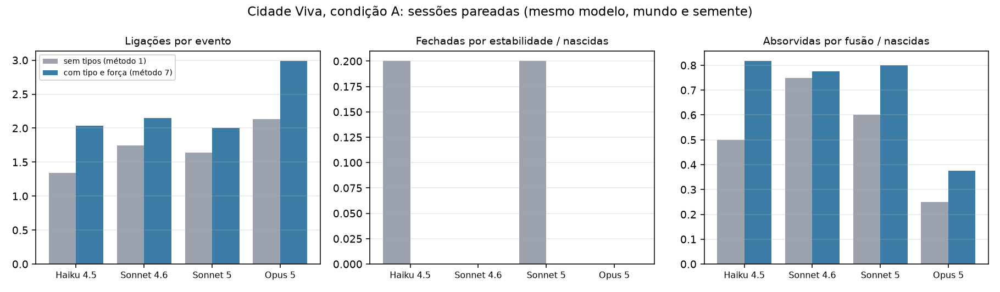 Cidade Viva, condição A: sessões pareadas (mesmo modelo, mundo e semente)
Ligações por evento
3.0
2.5
2.0
1.5
1.0
0.5
0.0
sem tipos (método 1)
com tipo e força (método 7)
Haiku 4.5 Sonnet 4.6 Sonnet 5 Opus 5
Fechadas por estabilidade / nascidas
0.200
0.175
0.150
0.125
0.100
0.075
0.050
0.025
0.000
Haiku 4.5 Sonnet 4.6 Sonnet 5 Opus 5
Absorvidas por fusão / nascidas
0.8
0.7
0.6
0.5
0.4
0.3
0.2
0.1
0.0
Haiku 4.5 Sonnet 4.6 Sonnet 5 Opus 5